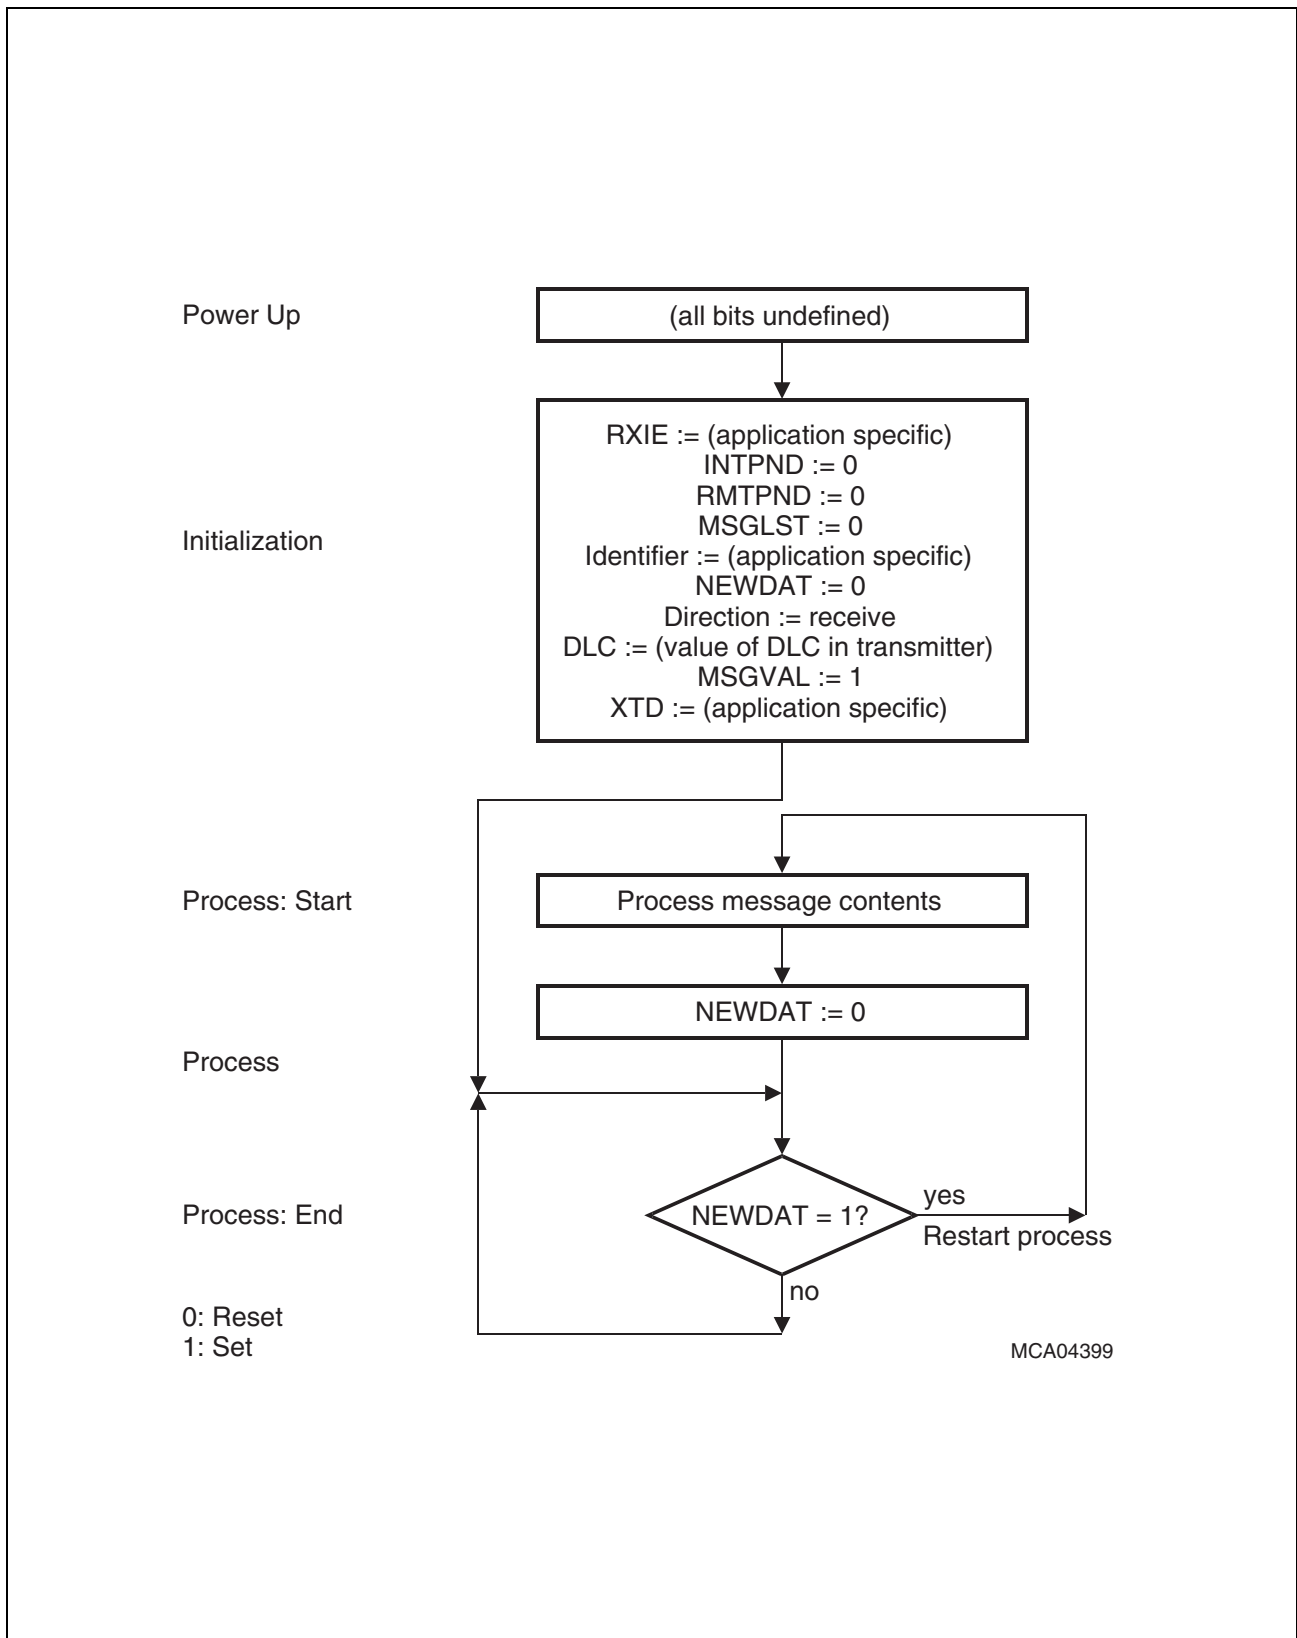 Power Up
(all bits undefined)
RXIE := (application specific)
INTPND := 0
RMTPND := 0
MSGLST := 0
Initialization
Identifier := (application specific)
NEWDAT := 0
Direction := receive
DLC := (value of DLC in transmitter)
MSGVAL := 1
XTD := (application specific)
Process: Start
Process message contents
NEWDAT := 0
Process
Process: End
NEWDAT = 1?
yes
Restart process
no
0: Reset
1: Set
MCA04399